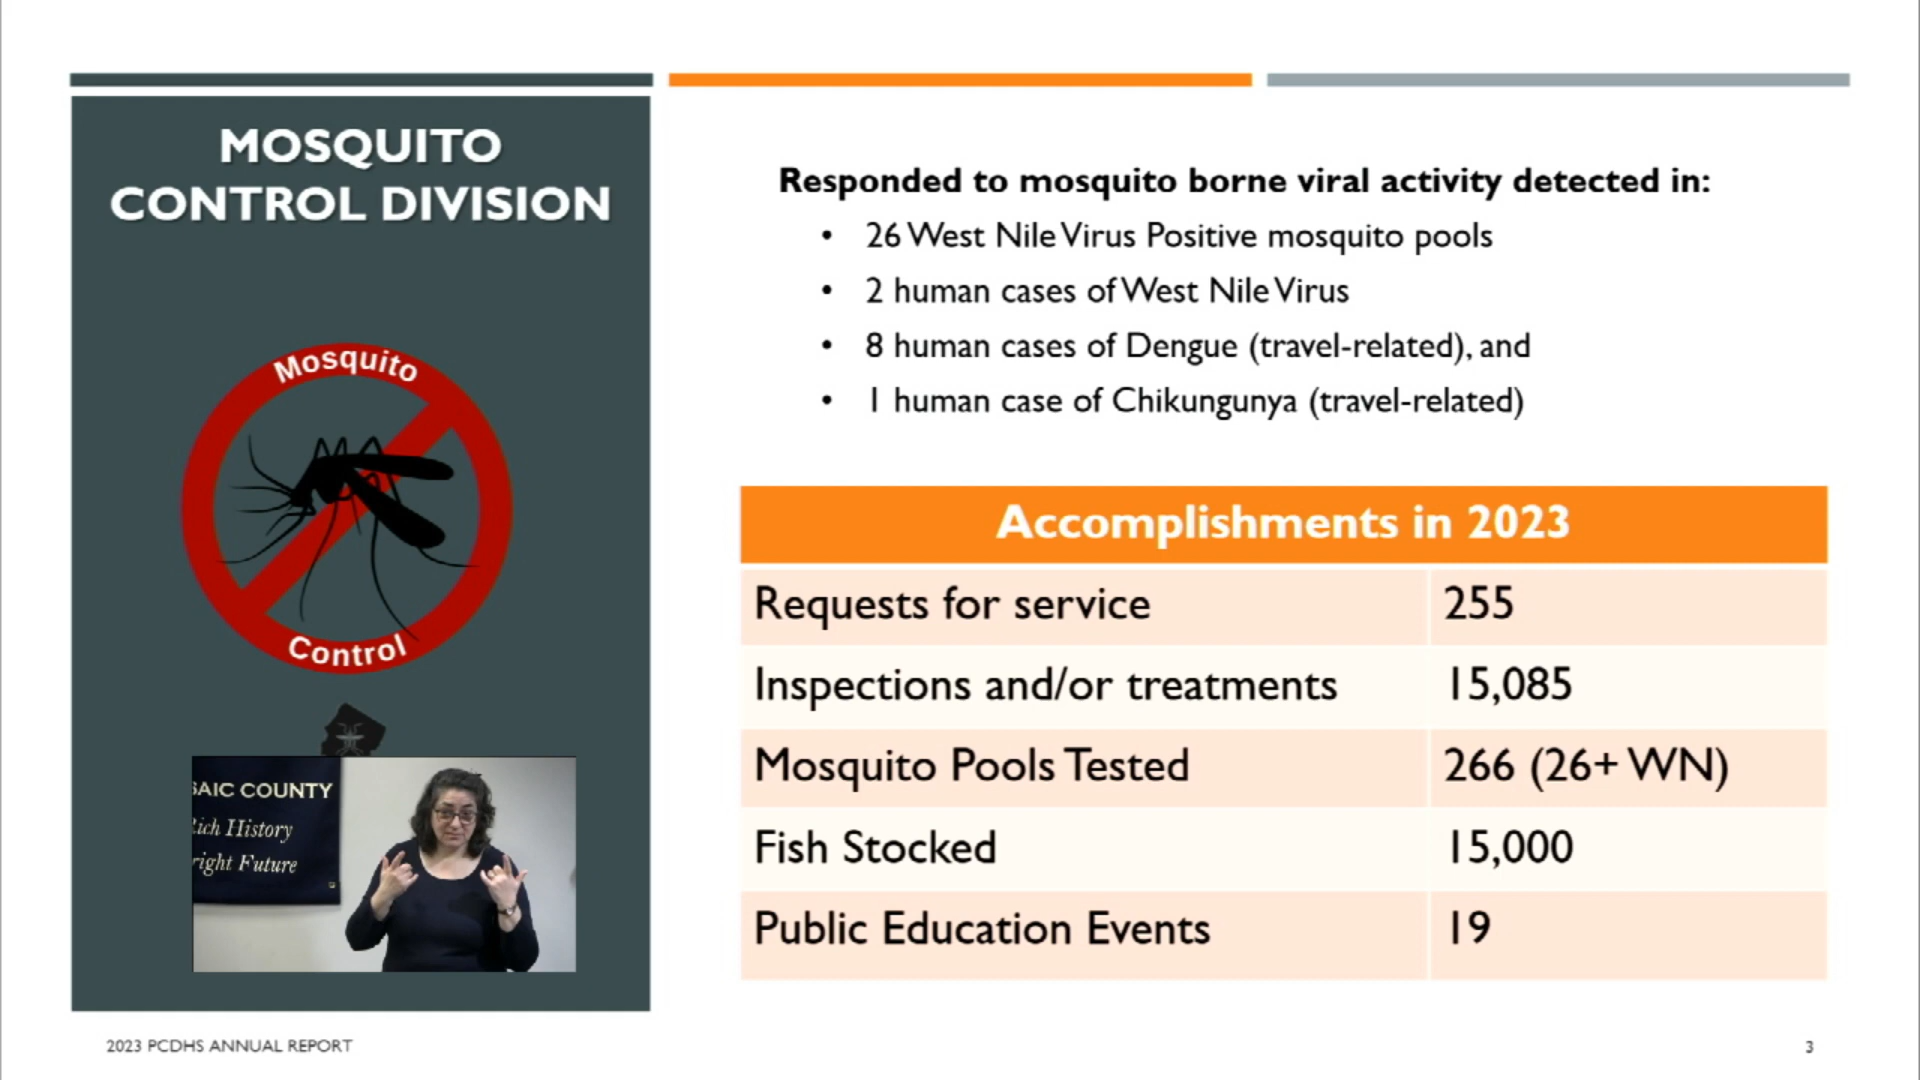 MOSQUITO
CONTROL DIVISION
Mosquito
Control
AIC COUNTY
Rich History
right Future
Responded to mosquito borne viral activity detected in:
• 26 West Nile Virus Positive mosquito pools
• 2 human cases of West Nile Virus
• 8 human cases of Dengue (travel-related), and
• 1 human case of Chikungunya (travel-related)
Accomplishments in 2023
Requests for service 255
Inspections and/or treatments 15,085
Mosquito Pools Tested 266 (26+ WN)
Fish Stocked 15,000
Public Education Events 19
2023 PCDHS ANNUAL REPORT
3